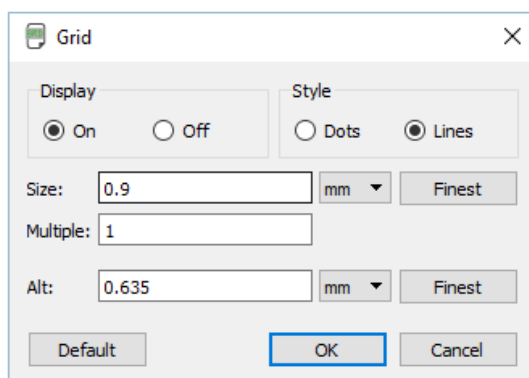 Grid
Display Style
On Off Dots Lines
Size: 0.9 mm Finest
Multiple: 1
Alt: 0.635 mm Finest
Default OK Cancel